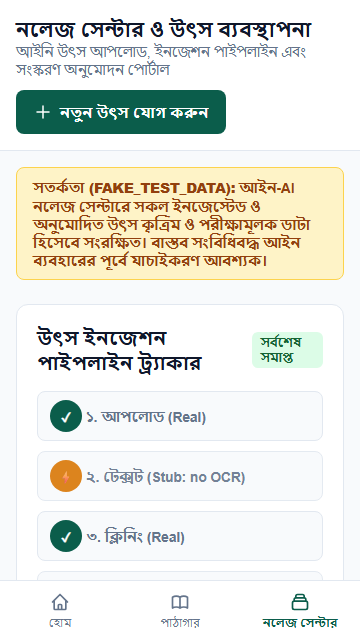 নলেজ সেন্টার ও উৎস ব্যবস্থাপনা
আইনি উৎস আপলোড, ইনজেশন পাইপলাইন এবং
সংস্করণ অনুমোদন পোর্টাল
+ নতুন উৎস যোগ করুন
সতর্কতা (FAKE_TEST_DATA): আইন-AI
নলেজ সেন্টারে সকল ইনজেস্টেড ও
অনুমোদিত উৎস কৃত্রিম ও পরীক্ষামূলক ডাটা
হিসেবে সংরক্ষিত। বাস্তব সংবিধিবদ্ধ আইন
ব্যবহারের পূর্বে যাচাইকরণ আবশ্যক।
উৎস ইনজেশন
পাইপলাইন ট্র্যাকার
সর্বশেষ
সমাপ্ত
১. আপলোড (Real)
২. টেক্সট (Stub: no OCR)
৩. ক্লিনিং (Real)
হোম
পাঠাগার
নলেজ সেন্টার